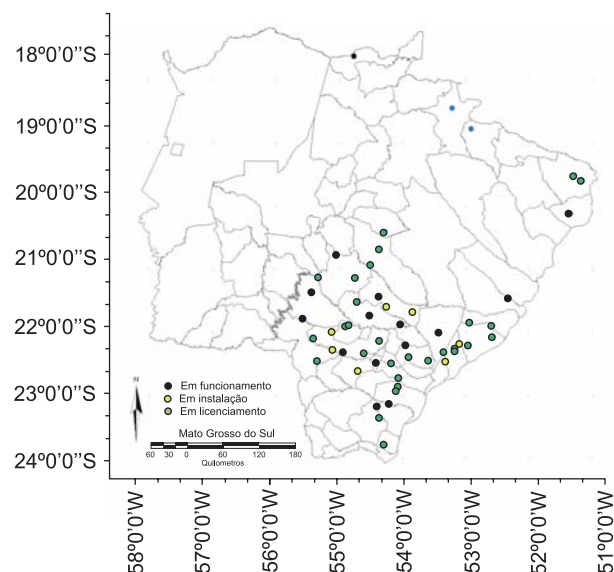 18º0'0''S
19º0'0''S
20º0'0''S
21º0'0''S
22º0'0''S
23º0'0''S
24º0'0''S
N
Em funcionamento
Em instalação
Em licenciamento
Mato Grosso do Sul
60 30 0 60 120 180
Quilometros
58º0'0'W 57º0'0'W 56º0'0'W 55º0'0'W 54º0'0'W 53º0'0'W 52º0'0'W 51º0'0'W